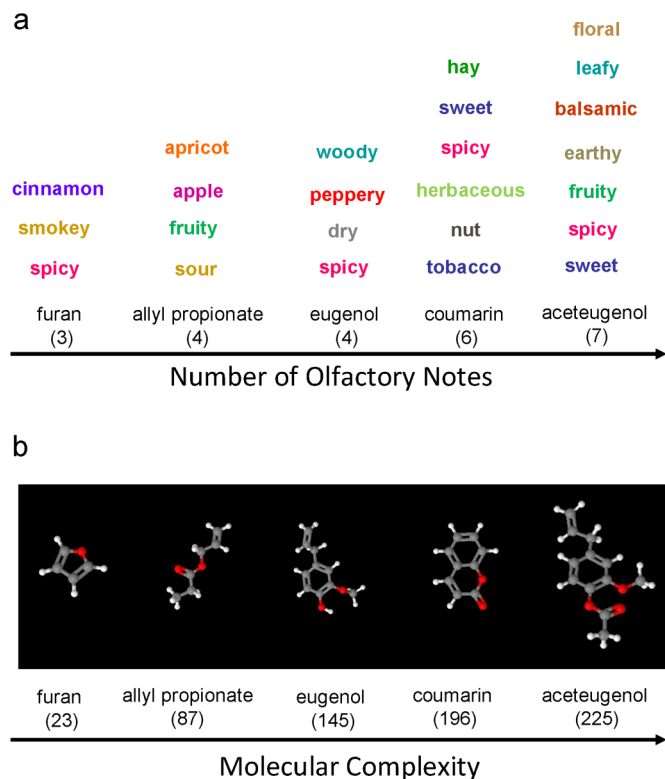 a
floral
hay leafy
sweet balsamic
apricot woody spicy earthy
cinnamon apple peppery herbaceous fruity
smokey fruity dry nut spicy
spicy sour spicy tobacco sweet
furan allyl propionate eugenol coumarin aceteugenol
(3) (4) (4) (6) (7)
Number of Olfactory Notes
b
furan allyl propionate eugenol coumarin aceteugenol
(23) (87) (145) (196) (225)
Molecular Complexity